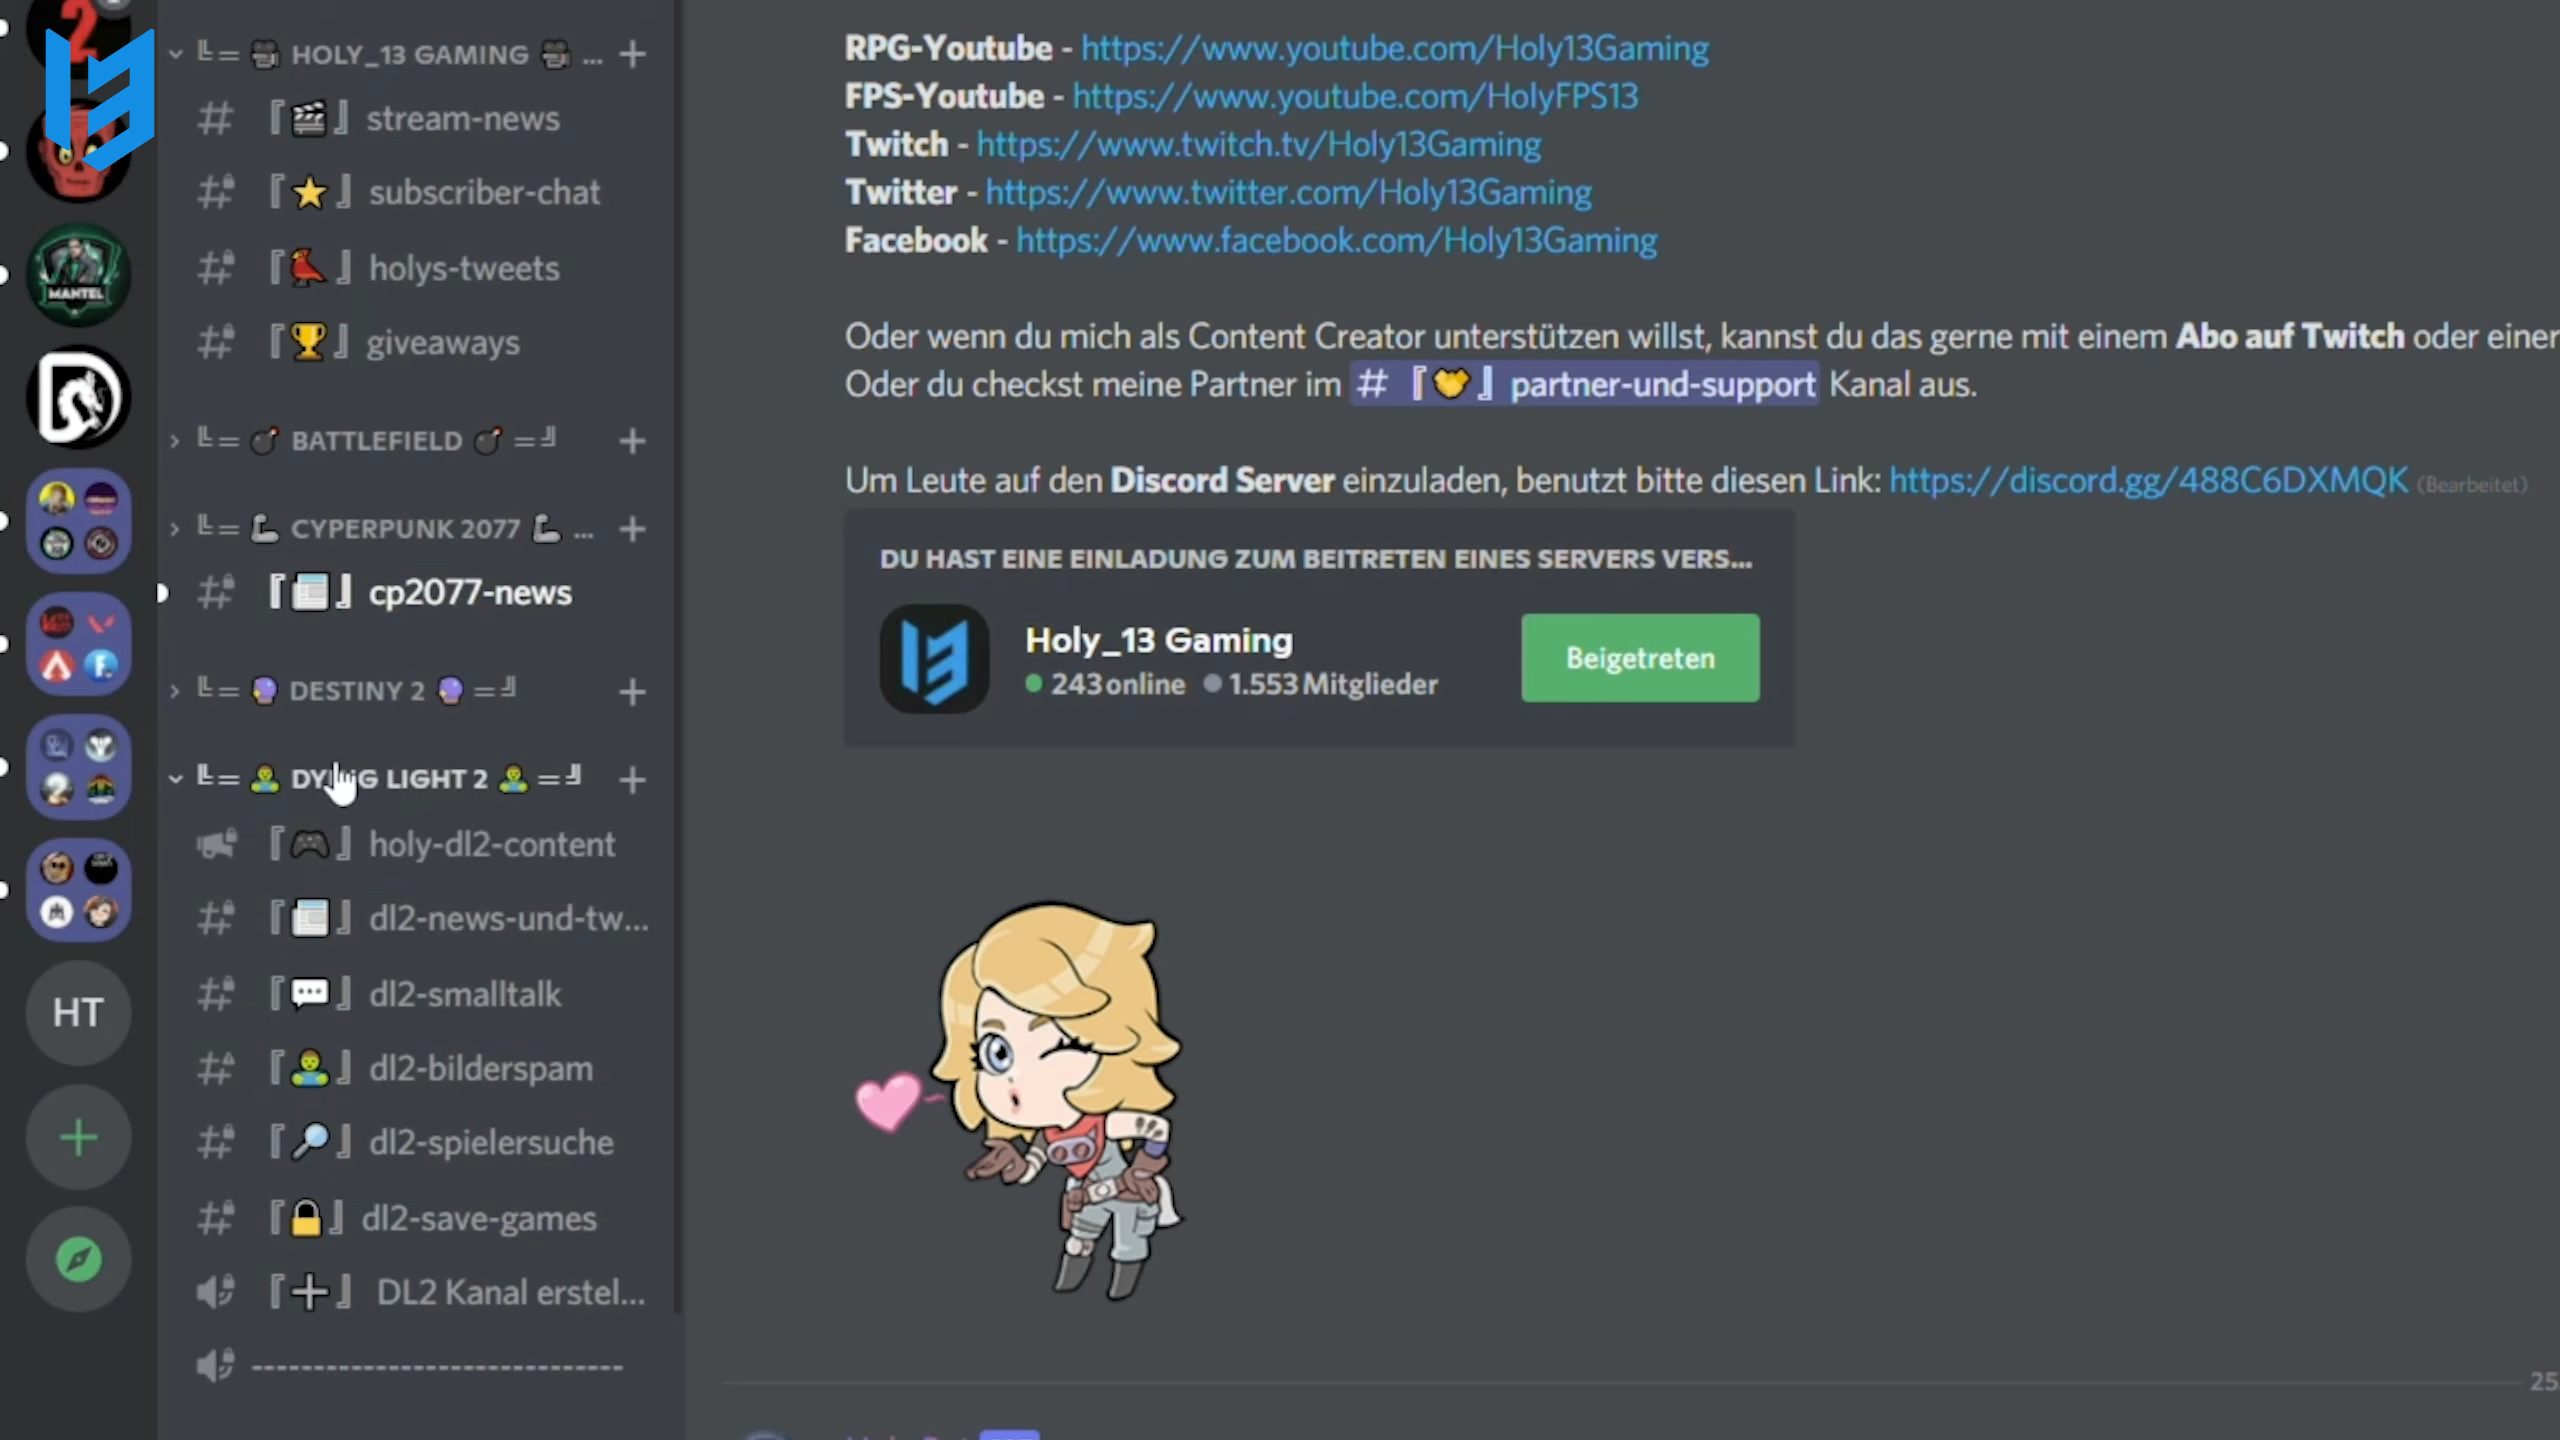 HOLY_13 GAMING ...
stream-news
subscriber-chat
holys-tweets
giveaways
BATTLEFIELD
CYPERPUNK 2077 ...
cp2077-news
DESTINY 2
LIGHT 2
holy-dl2-content
dl2-news-und-tw...
dl2-smalltalk
dl2-bilderspam
dl2-spielersuche
dl2-save-games
DL2 Kanal erstel...
------------------------------
MANTEL
HT
RPG-Youtube - https://www.youtube.com/Holy13Gaming
FPS-Youtube - https://www.youtube.com/HolyFPS13
Twitch - https://www.twitch.tv/Holy13Gaming
Twitter - https://www.twitter.com/Holy13Gaming
Facebook - https://www.facebook.com/Holy13Gaming
Oder wenn du mich als Content Creator unterstützen willst, kannst du das gerne mit einem Abo auf Twitch oder einer
Oder du checkst meine Partner im # 『💛』 partner-und-support Kanal aus.
Um Leute auf den Discord Server einzuladen, benutzt bitte diesen Link: https://discord.gg/488C6DXMQK (Bearbeitet)
DU HAST EINE EINLADUNG ZUM BEITRETEN EINES SERVERS VERS...
Holy_13 Gaming
243 online 1.553 Mitglieder
Beigetreten
25